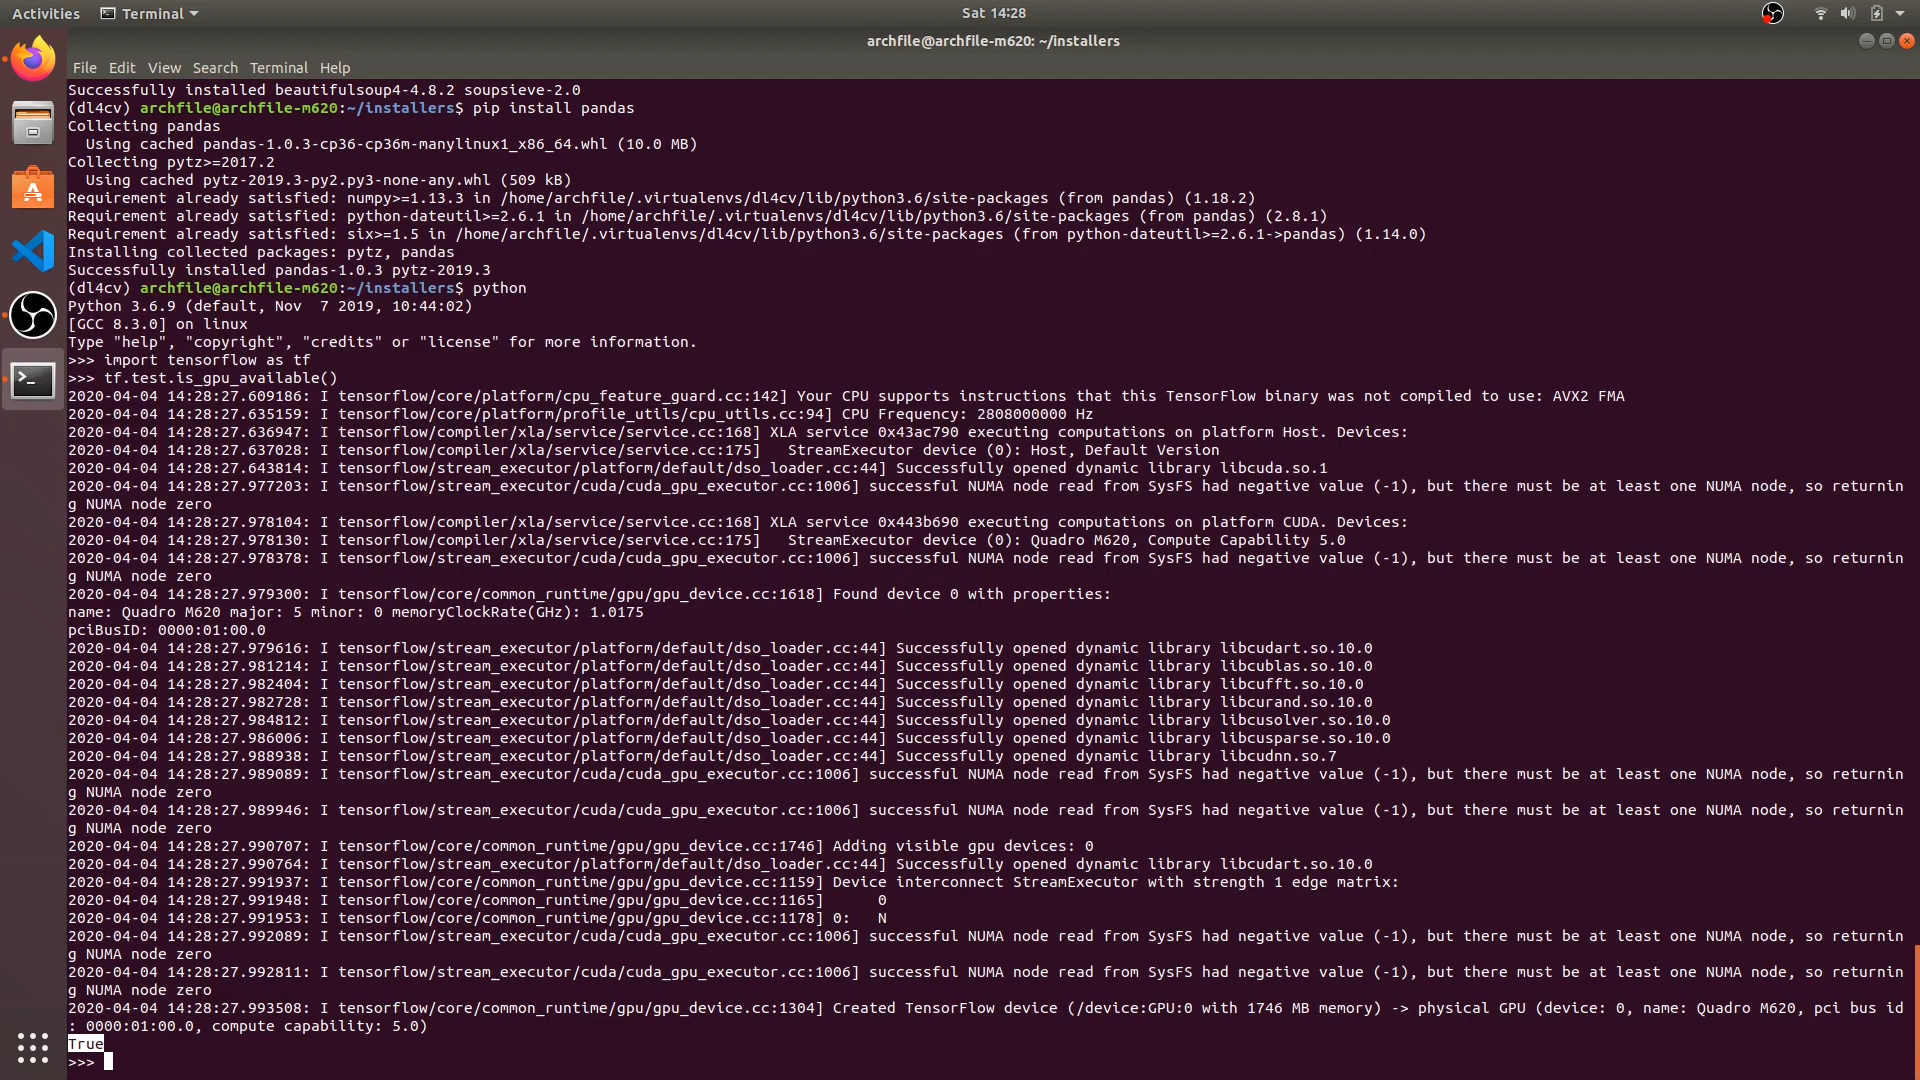 Activities Terminal Sat 14:28
archfile@archfile-m620: ~/installers
File Edit View Search Terminal Help
Successfully installed beautifulsoup4-4.8.2 soupsieve-2.0
(dl4cv) archfile@archfile-m620:~/installers$ pip install pandas
Collecting pandas
  Using cached pandas-1.0.3-cp36-cp36m-manylinux1_x86_64.whl (10.0 MB)
Collecting pytz>=2017.2
  Using cached pytz-2019.3-py2.py3-none-any.whl (509 kB)
Requirement already satisfied: numpy>=1.13.3 in /home/archfile/.virtualenvs/dl4cv/lib/python3.6/site-packages (from pandas) (1.18.2)
Requirement already satisfied: python-dateutil>=2.6.1 in /home/archfile/.virtualenvs/dl4cv/lib/python3.6/site-packages (from pandas) (2.8.1)
Requirement already satisfied: six>=1.5 in /home/archfile/.virtualenvs/dl4cv/lib/python3.6/site-packages (from python-dateutil>=2.6.1->pandas) (1.14.0)
Installing collected packages: pytz, pandas
Successfully installed pandas-1.0.3 pytz-2019.3
(dl4cv) archfile@archfile-m620:~/installers$ python
Python 3.6.9 (default, Nov  7 2019, 10:44:02)
[GCC 8.3.0] on linux
Type "help", "copyright", "credits" or "license" for more information.
>>> import tensorflow as tf
>>> tf.test.is_gpu_available()
2020-04-04 14:28:27.609186: I tensorflow/core/platform/cpu_feature_guard.cc:142] Your CPU supports instructions that this TensorFlow binary was not compiled to use: AVX2 FMA
2020-04-04 14:28:27.635159: I tensorflow/core/platform/profile_utils/cpu_utils.cc:94] CPU Frequency: 2808000000 Hz
2020-04-04 14:28:27.636947: I tensorflow/compiler/xla/service/service.cc:168] XLA service 0x43ac790 executing computations on platform Host. Devices:
2020-04-04 14:28:27.637028: I tensorflow/compiler/xla/service/service.cc:175]   StreamExecutor device (0): Host, Default Version
2020-04-04 14:28:27.643814: I tensorflow/stream_executor/platform/default/dso_loader.cc:44] Successfully opened dynamic library libcuda.so.1
2020-04-04 14:28:27.977203: I tensorflow/stream_executor/cuda/cuda_gpu_executor.cc:1006] successful NUMA node read from SysFS had negative value (-1), but there must be at least one NUMA node, so returnin
g NUMA node zero
2020-04-04 14:28:27.978104: I tensorflow/compiler/xla/service/service.cc:168] XLA service 0x443b690 executing computations on platform CUDA. Devices:
2020-04-04 14:28:27.978130: I tensorflow/compiler/xla/service/service.cc:175]   StreamExecutor device (0): Quadro M620, Compute Capability 5.0
2020-04-04 14:28:27.978378: I tensorflow/stream_executor/cuda/cuda_gpu_executor.cc:1006] successful NUMA node read from SysFS had negative value (-1), but there must be at least one NUMA node, so returnin
g NUMA node zero
2020-04-04 14:28:27.979300: I tensorflow/core/common_runtime/gpu/gpu_device.cc:1618] Found device 0 with properties:
name: Quadro M620 major: 5 minor: 0 memoryClockRate(GHz): 1.0175
pciBusID: 0000:01:00.0
2020-04-04 14:28:27.979616: I tensorflow/stream_executor/platform/default/dso_loader.cc:44] Successfully opened dynamic library libcudart.so.10.0
2020-04-04 14:28:27.981214: I tensorflow/stream_executor/platform/default/dso_loader.cc:44] Successfully opened dynamic library libcublas.so.10.0
2020-04-04 14:28:27.982404: I tensorflow/stream_executor/platform/default/dso_loader.cc:44] Successfully opened dynamic library libcufft.so.10.0
2020-04-04 14:28:27.982728: I tensorflow/stream_executor/platform/default/dso_loader.cc:44] Successfully opened dynamic library libcurand.so.10.0
2020-04-04 14:28:27.984812: I tensorflow/stream_executor/platform/default/dso_loader.cc:44] Successfully opened dynamic library libcusolver.so.10.0
2020-04-04 14:28:27.986006: I tensorflow/stream_executor/platform/default/dso_loader.cc:44] Successfully opened dynamic library libcusparse.so.10.0
2020-04-04 14:28:27.988938: I tensorflow/stream_executor/platform/default/dso_loader.cc:44] Successfully opened dynamic library libcudnn.so.7
2020-04-04 14:28:27.989089: I tensorflow/stream_executor/cuda/cuda_gpu_executor.cc:1006] successful NUMA node read from SysFS had negative value (-1), but there must be at least one NUMA node, so returnin
g NUMA node zero
2020-04-04 14:28:27.989946: I tensorflow/stream_executor/cuda/cuda_gpu_executor.cc:1006] successful NUMA node read from SysFS had negative value (-1), but there must be at least one NUMA node, so returnin
g NUMA node zero
2020-04-04 14:28:27.990707: I tensorflow/core/common_runtime/gpu/gpu_device.cc:1746] Adding visible gpu devices: 0
2020-04-04 14:28:27.990764: I tensorflow/stream_executor/platform/default/dso_loader.cc:44] Successfully opened dynamic library libcudart.so.10.0
2020-04-04 14:28:27.991937: I tensorflow/core/common_runtime/gpu/gpu_device.cc:1159] Device interconnect StreamExecutor with strength 1 edge matrix:
2020-04-04 14:28:27.991948: I tensorflow/core/common_runtime/gpu/gpu_device.cc:1165]      0
2020-04-04 14:28:27.991953: I tensorflow/core/common_runtime/gpu/gpu_device.cc:1178] 0:   N
2020-04-04 14:28:27.992089: I tensorflow/stream_executor/cuda/cuda_gpu_executor.cc:1006] successful NUMA node read from SysFS had negative value (-1), but there must be at least one NUMA node, so returnin
g NUMA node zero
2020-04-04 14:28:27.992811: I tensorflow/stream_executor/cuda/cuda_gpu_executor.cc:1006] successful NUMA node read from SysFS had negative value (-1), but there must be at least one NUMA node, so returnin
g NUMA node zero
2020-04-04 14:28:27.993508: I tensorflow/core/common_runtime/gpu/gpu_device.cc:1304] Created TensorFlow device (/device:GPU:0 with 1746 MB memory) -> physical GPU (device: 0, name: Quadro M620, pci bus id
: 0000:01:00.0, compute capability: 5.0)
True
>>>